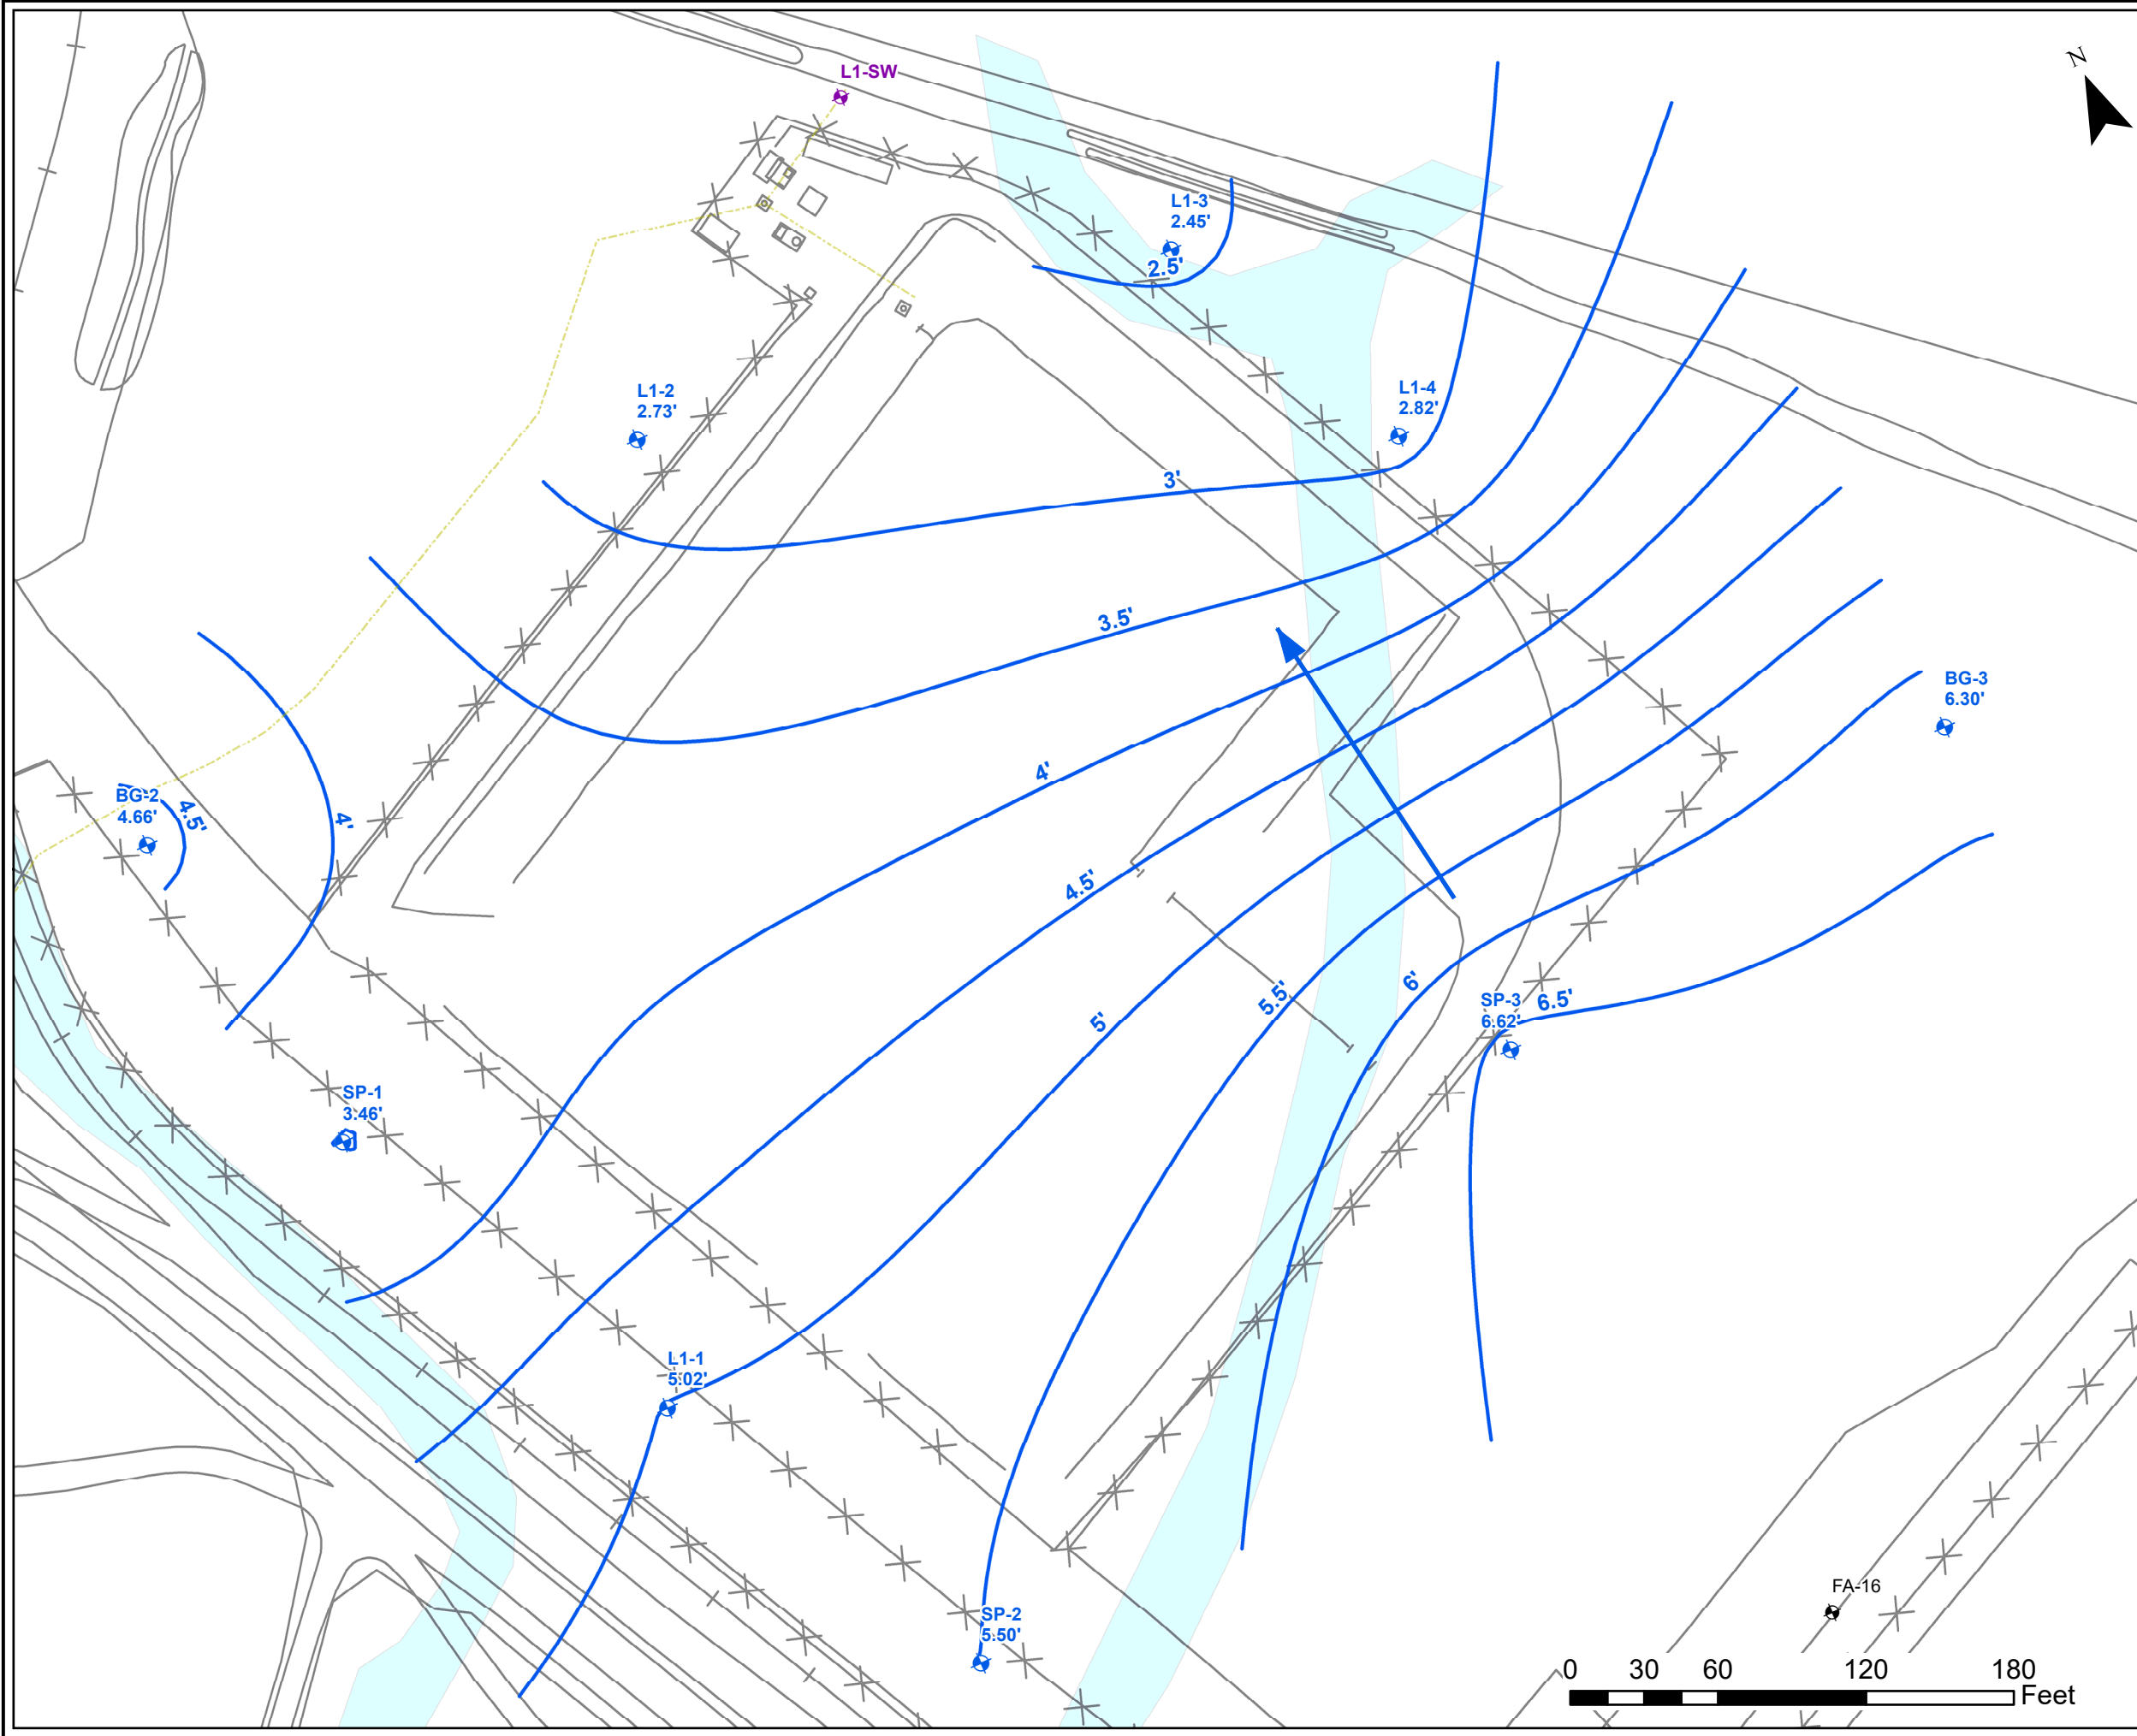 N
L1-SW
L1-3
2.45'
2.5'
L1-2
2.73'
L1-4
2.82'
3'
3.5'
BG-3
6.30'
4'
BG-2
4.66'
4.5'
4'
4.5'
5.5'
6'
SP-3
6.62'
6.5'
5'
SP-1
3.46'
L1-1
5.02'
FA-16
SP-2
5.50'
0 30 60 120 180
Feet